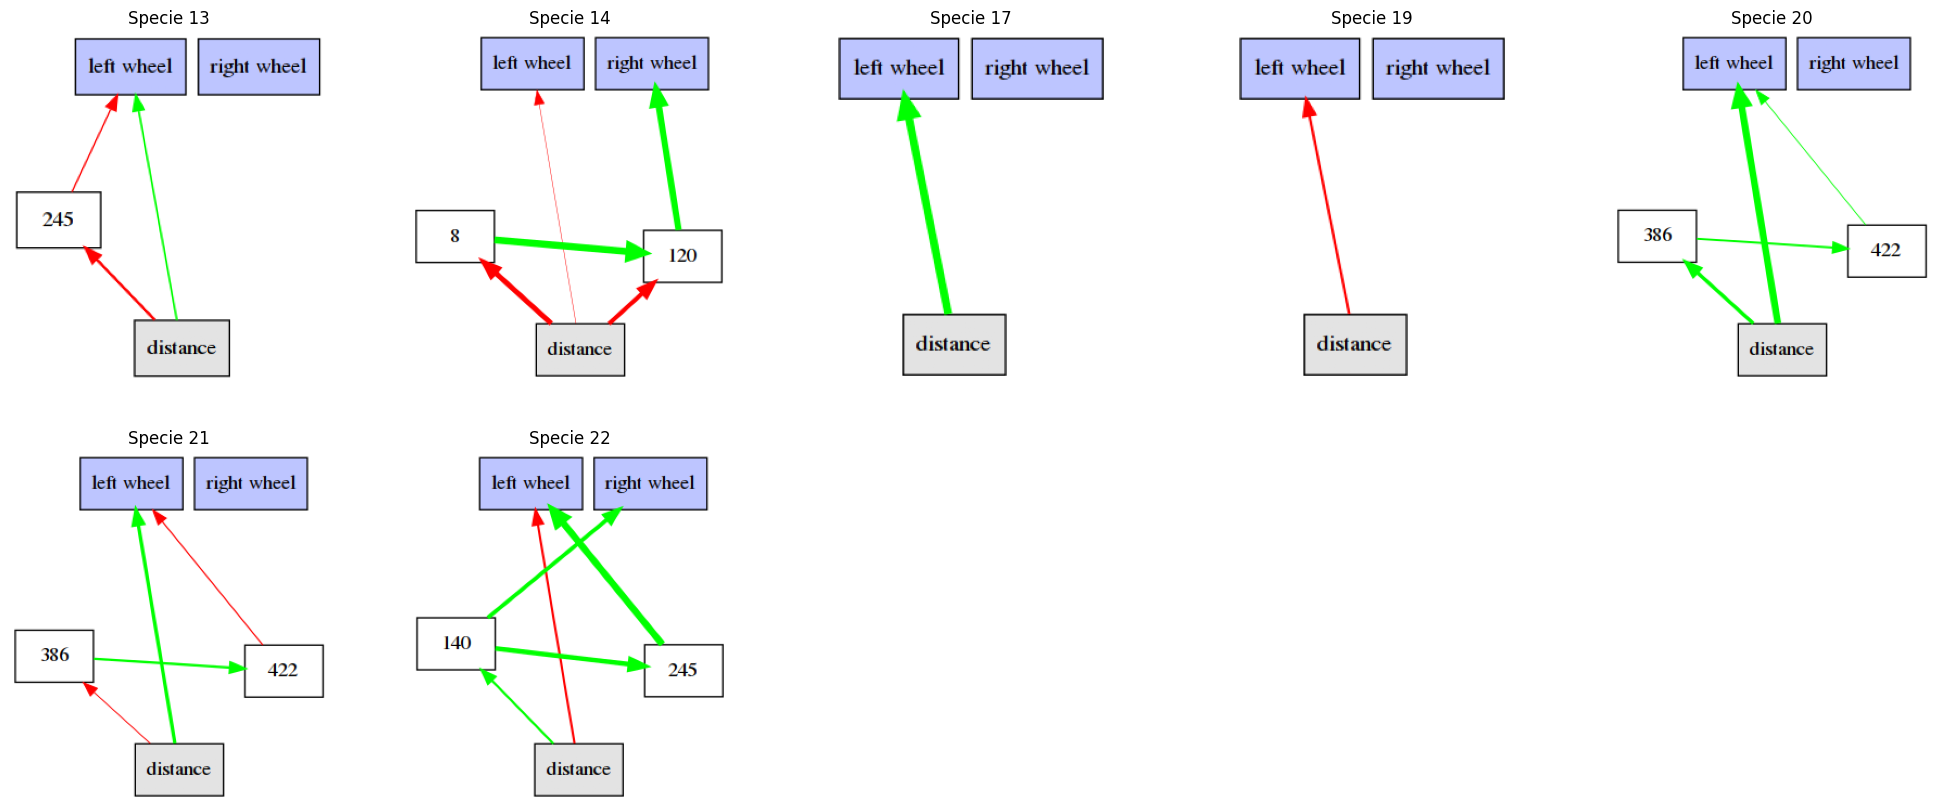 Specie 13
left wheel
right wheel
245
distance
Specie 14
left wheel
right wheel
8
120
distance
Specie 17
left wheel
right wheel
distance
Specie 19
left wheel
right wheel
distance
Specie 20
left wheel
right wheel
386
422
distance
Specie 21
left wheel
right wheel
386
422
distance
Specie 22
left wheel
right wheel
140
245
distance